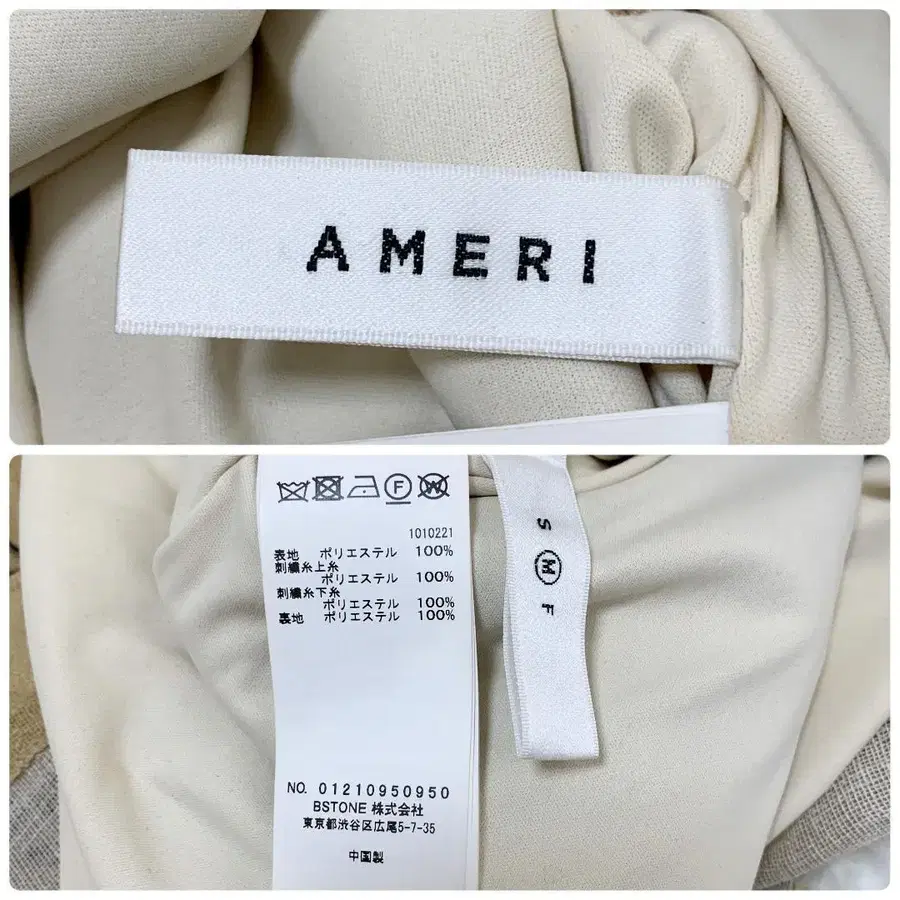 AMERI
F W
1010221
表地 ポリエステル 100%
刺繍糸上糸
ポリエステル 100%
刺繍糸下糸
ポリエステル 100%
裏地 ポリエステル 100%
NO. 01210950950
BSTONE 株式会社
東京都渋谷区広尾5-7-35
中国製
S M F